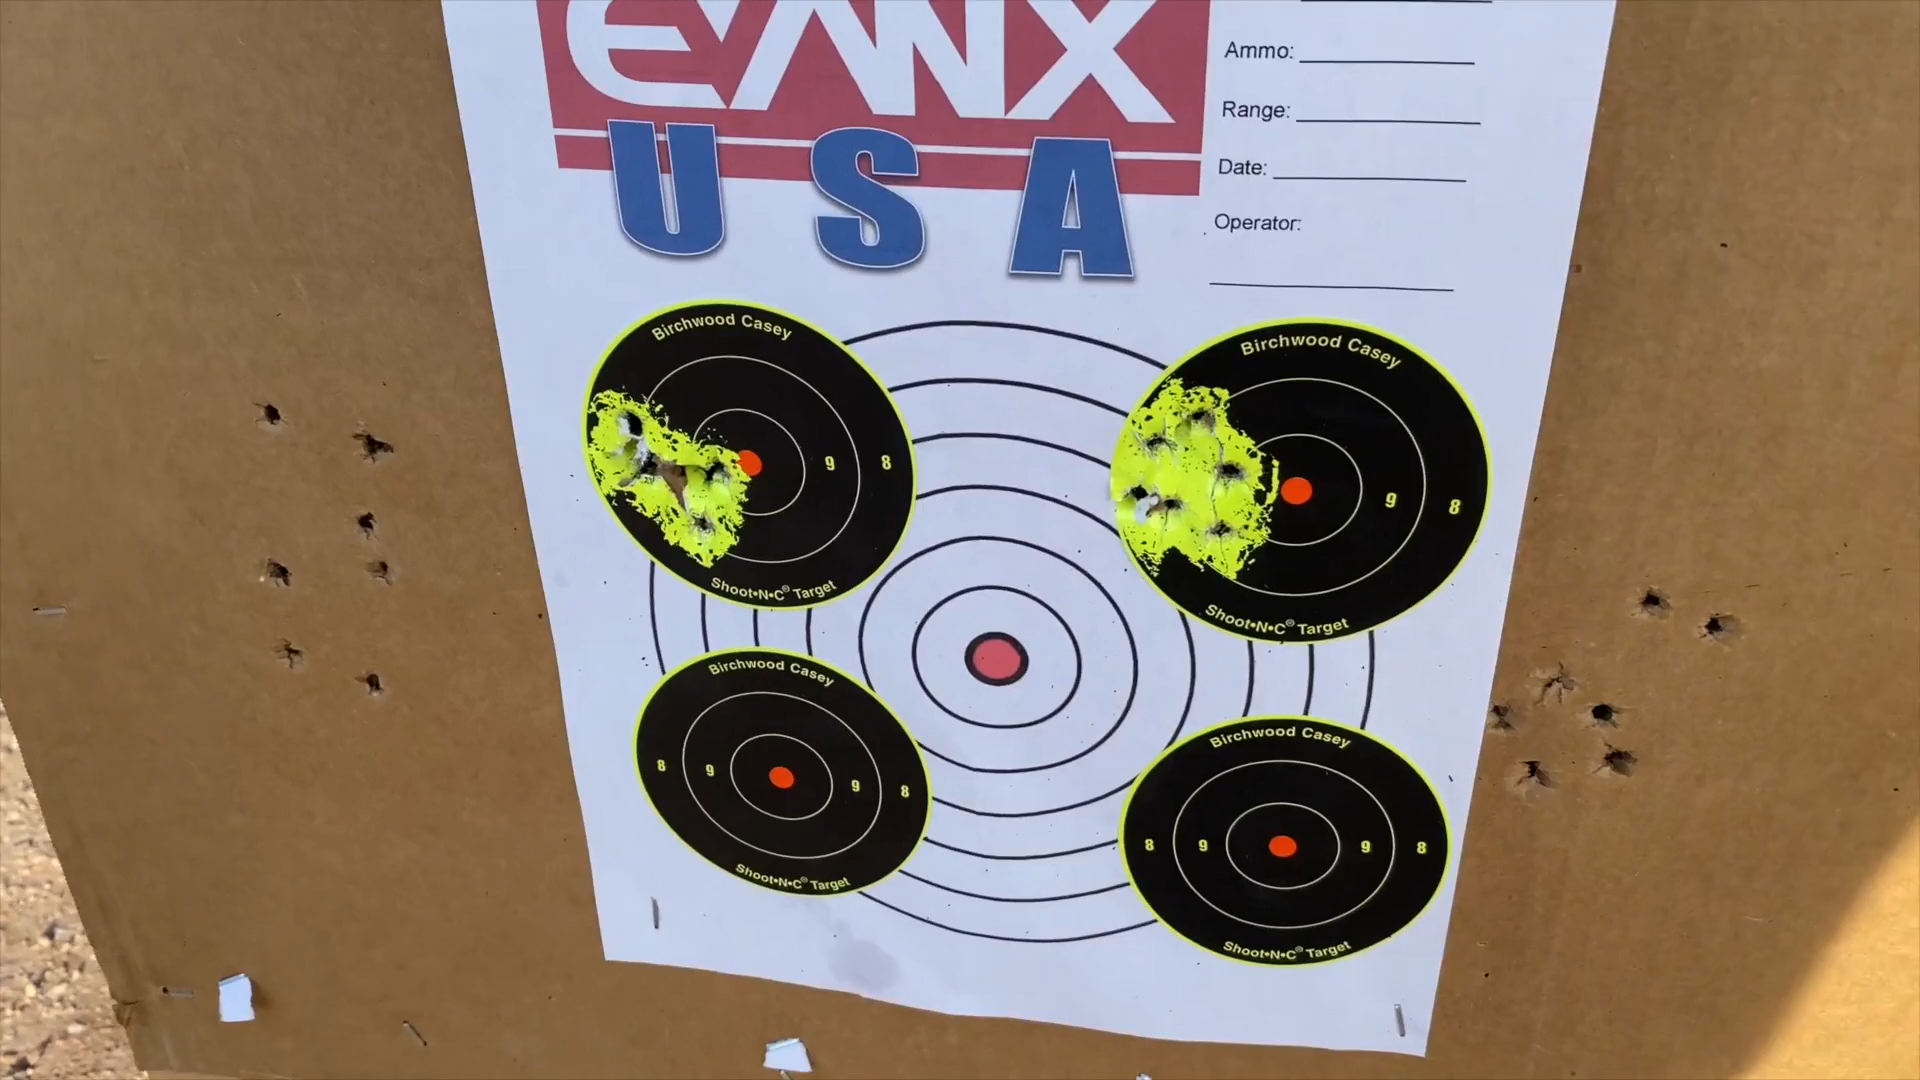 EVANX
USA
Ammo:
Range:
Date:
Operator:
Birchwood Casey
9 8
Shoot•N•C® Target
Birchwood Casey
9 8
Shoot•N•C® Target
Birchwood Casey
8 9 9 8
Shoot•N•C® Target
Birchwood Casey
8 9 9 8
Shoot•N•C® Target